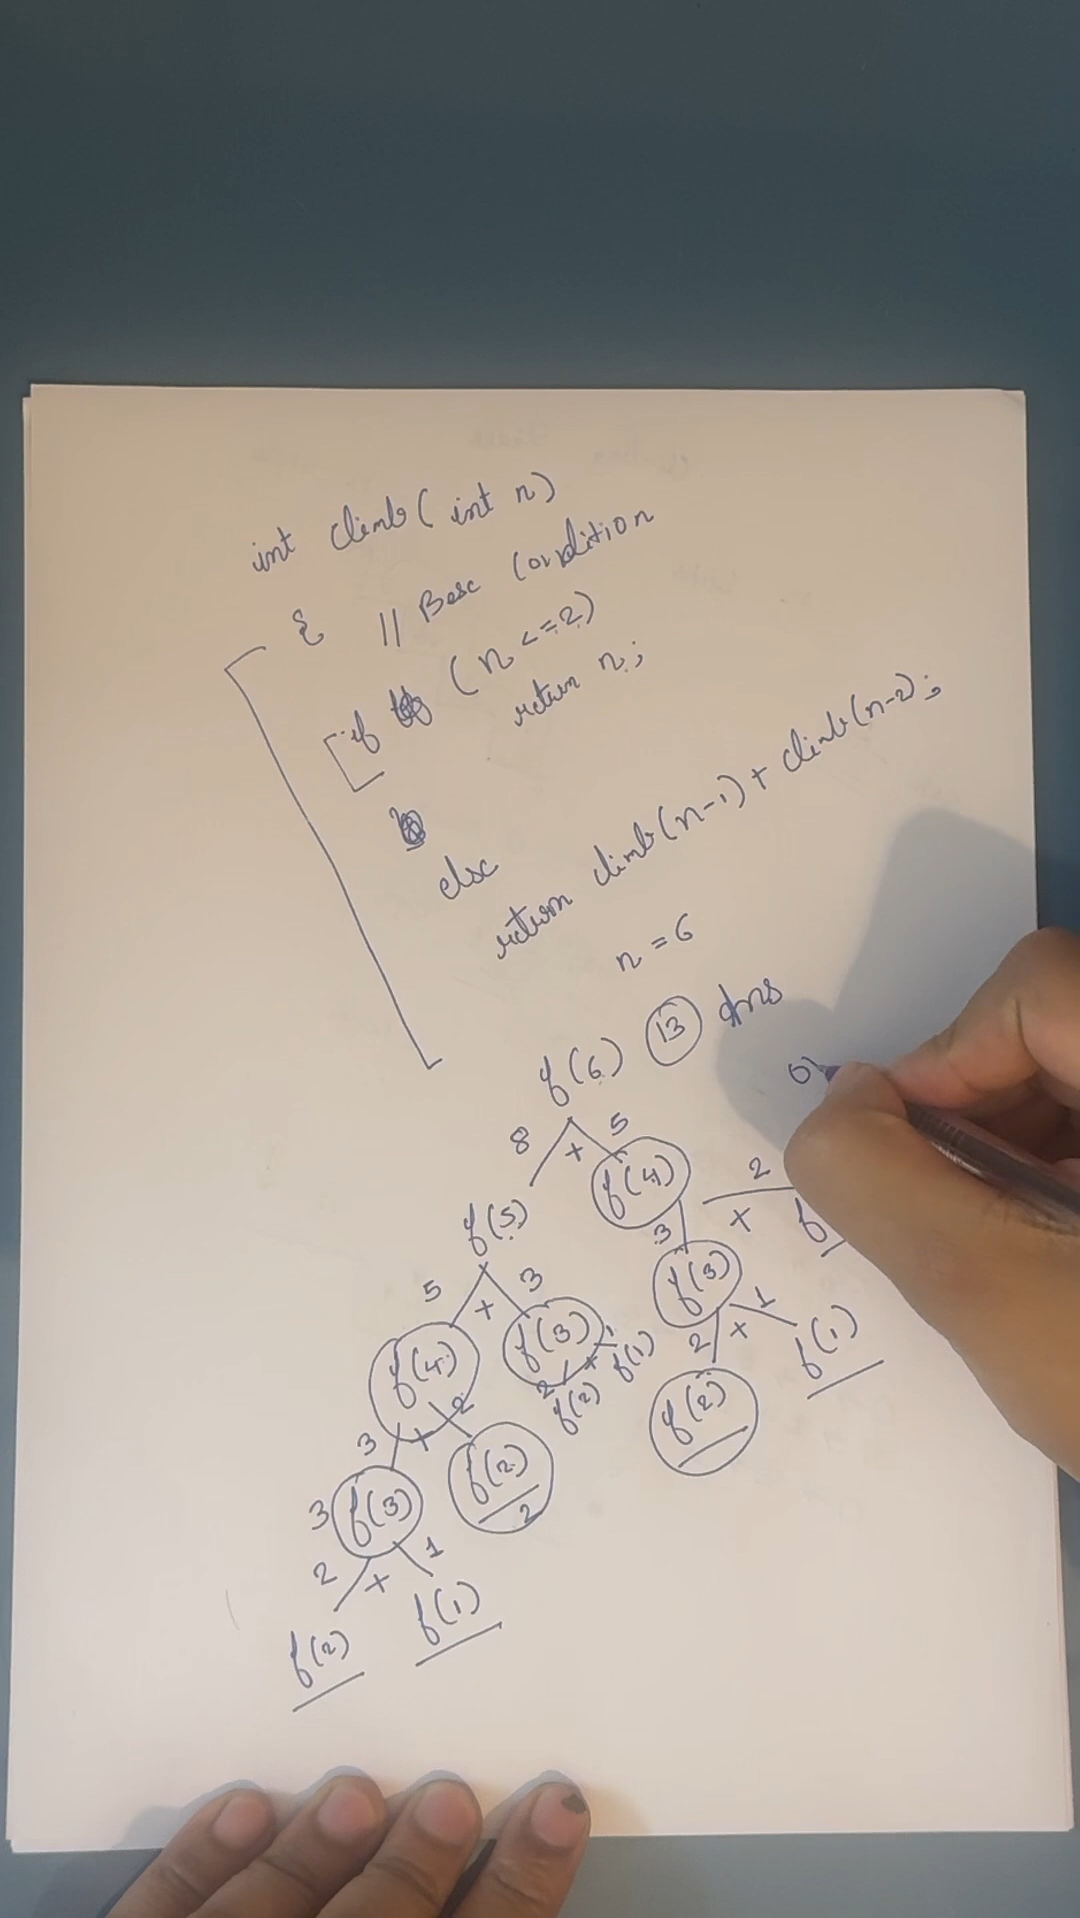 int climb( int n)
{ // Base Condition
if (n <= 2)
return n;
else
return climb(n-1) + climb(n-2);
n = 6
f(6) 13 Ans
8 + 5
f(5) f(4)
5 + 3
3 + 2
f(4) f(3) f(3) f
3 + 2
2 + 1
2 + 1
3 f(3) f(2) f(2) f(1) f(2) f(1)
2
2 + 1
f(2) f(1)